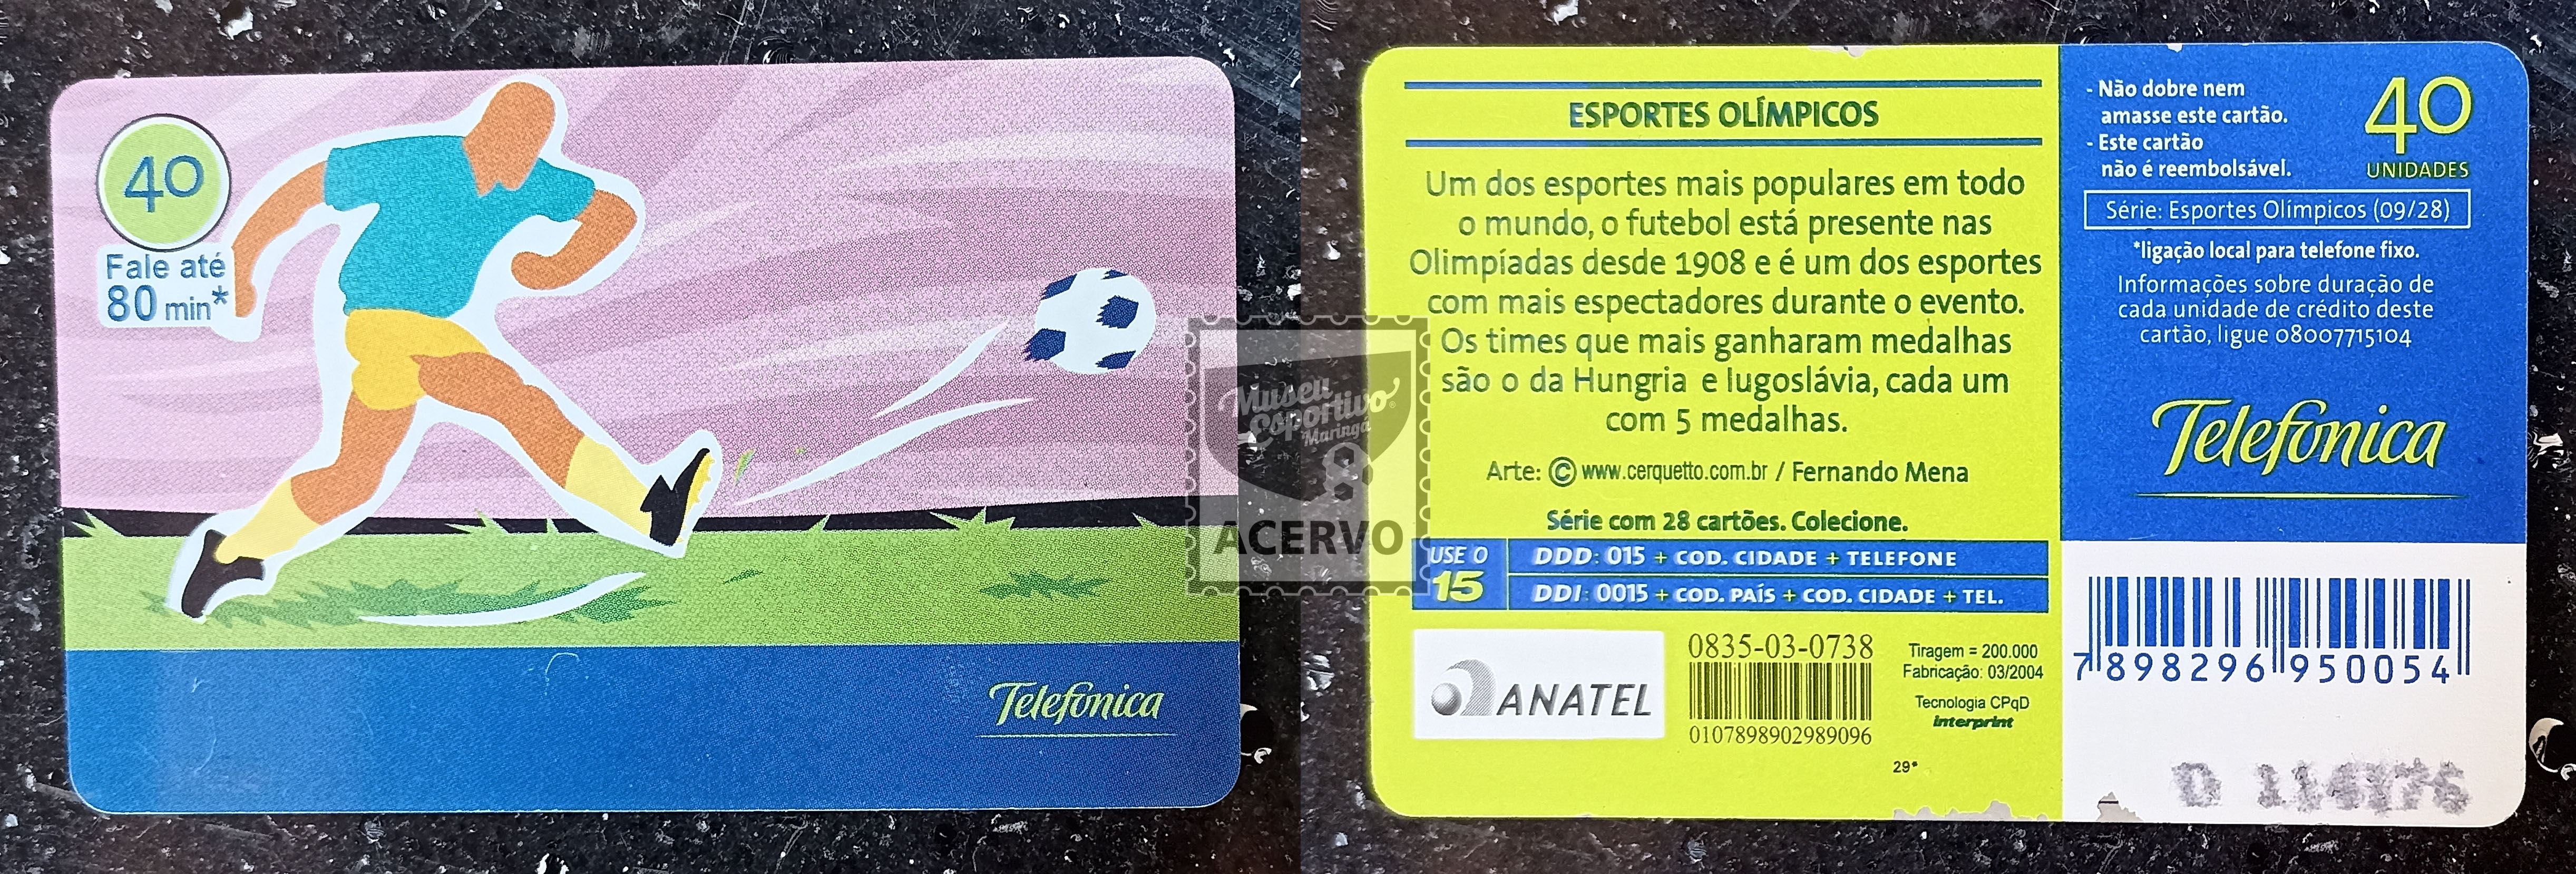 40
Fale até
80 min*
Telefonica
ESPORTES OLÍMPICOS
Um dos esportes mais populares em todo
o mundo, o futebol está presente nas
Olimpíadas desde 1908 e é um dos esportes
com mais espectadores durante o evento.
Os times que mais ganharam medalhas
são o da Hungria e Iugoslávia, cada um
com 5 medalhas.
Arte: © www.cerquetto.com.br / Fernando Mena
Série com 28 cartões. Colecione.
USE O
15
DDD: 015 + COD. CIDADE + TELEFONE
DDI: 0015 + COD. PAÍS + COD. CIDADE + TEL.
ANATEL
0835-03-0738
0107898902989096
Tiragem = 200.000
Fabricação: 03/2004
Tecnologia CPqD
interprint
29*
- Não dobre nem
amasse este cartão.
- Este cartão
não é reembolsável.
40
UNIDADES
Série: Esportes Olímpicos (09/28)
*ligação local para telefone fixo.
Informações sobre duração de
cada unidade de crédito deste
cartão, ligue 08007715104
Telefonica
7 898296 950054
Museu
Esportivo
Maringá
ACERVO